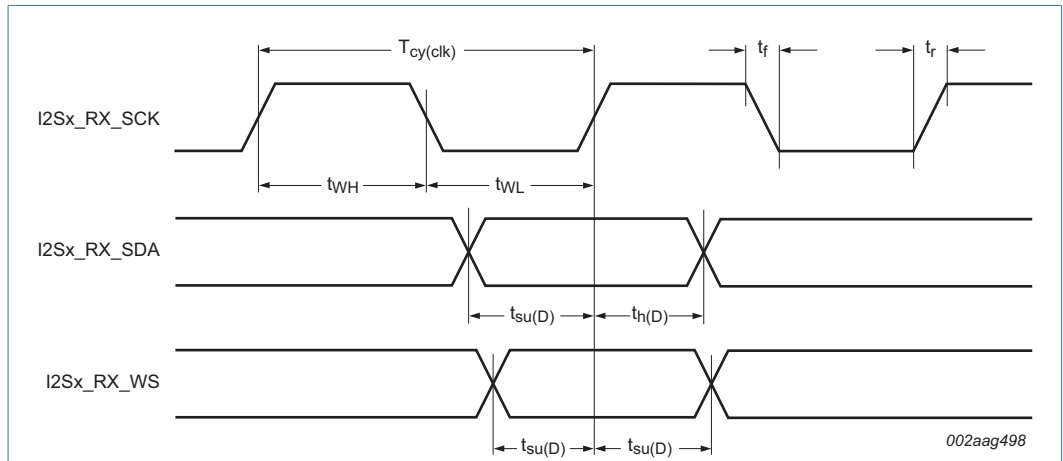 T_cy(clk) t_f t_r
I2Sx_RX_SCK
t_WH t_WL
I2Sx_RX_SDA
t_su(D) t_h(D)
I2Sx_RX_WS
t_su(D) t_su(D)
002aag498